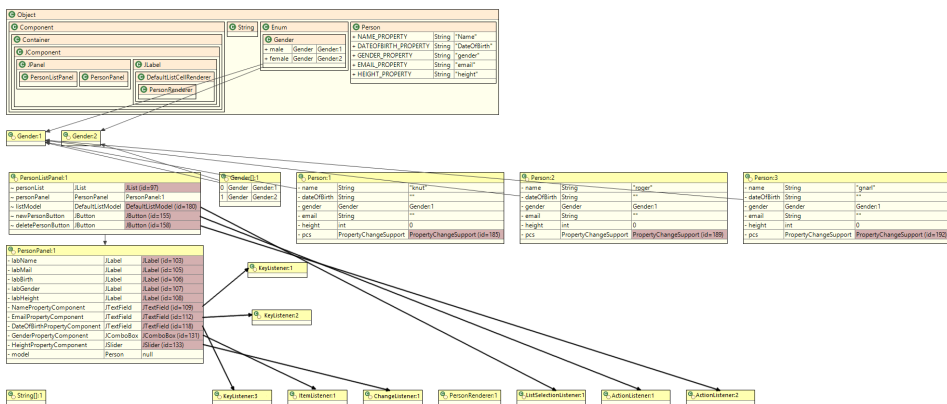 Object
Component
Container
JComponent
JPanel
PersonListPanel
PersonPanel
JLabel
DefaultListCellRenderer
PersonRenderer
String
Enum
Gender
+ male Gender Gender:1
+ female Gender Gender:2
Person
+ NAME_PROPERTY String "Name"
+ DATEOFBIRTH_PROPERTY String "DateOfBirth"
+ GENDER_PROPERTY String "gender"
+ EMAIL_PROPERTY String "email"
+ HEIGHT_PROPERTY String "height"
Gender:1
Gender:2
PersonListPanel:1
- personList JList JList (id=97)
- personPanel PersonPanel PersonPanel:1
- listModel DefaultListModel DefaultListModel (id=180)
- newPersonButton JButton JButton (id=155)
- deletePersonButton JButton JButton (id=158)
Gender[]:1
0 Gender Gender:1
1 Gender Gender:2
Person:1
- name String "knut"
- dateOfBirth String ""
- gender Gender Gender:1
- email String ""
- height int 0
- pcs PropertyChangeSupport PropertyChangeSupport (id=185)
Person:2
- name String "roger"
- dateOfBirth String ""
- gender Gender Gender:1
- email String ""
- height int 0
- pcs PropertyChangeSupport PropertyChangeSupport (id=189)
Person:3
- name String "gnarl"
- dateOfBirth String ""
- gender Gender Gender:1
- email String ""
- height int 0
- pcs PropertyChangeSupport PropertyChangeSupport (id=192)
PersonPanel:1
- labName JLabel JLabel (id=103)
- labMail JLabel JLabel (id=105)
- labBirth JLabel JLabel (id=106)
- labGender JLabel JLabel (id=107)
- labHeight JLabel JLabel (id=108)
- NamePropertyComponent JTextField JTextField (id=109)
- EmailPropertyComponent JTextField JTextField (id=112)
- DateOfBirthPropertyComponent JTextField JTextField (id=118)
- GenderPropertyComponent JComboBox JComboBox (id=131)
- HeightPropertyComponent JSlider JSlider (id=133)
- model Person null
KeyListener:1
KeyListener:2
String[]:1
KeyListener:3
ItemListener:1
ChangeListener:1
PersonRenderer:1
ListSelectionListener:1
ActionListener:1
ActionListener:2